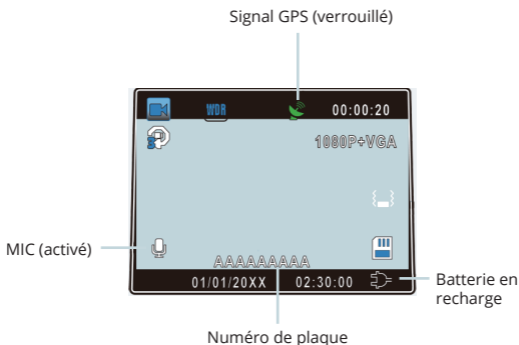 Signal GPS (verrouillé)
WDR 00:00:20
3
1080P+VGA
MIC (activé)
AAAAAAAAA
01/01/20XX 02:30:00
Batterie en
recharge
Numéro de plaque